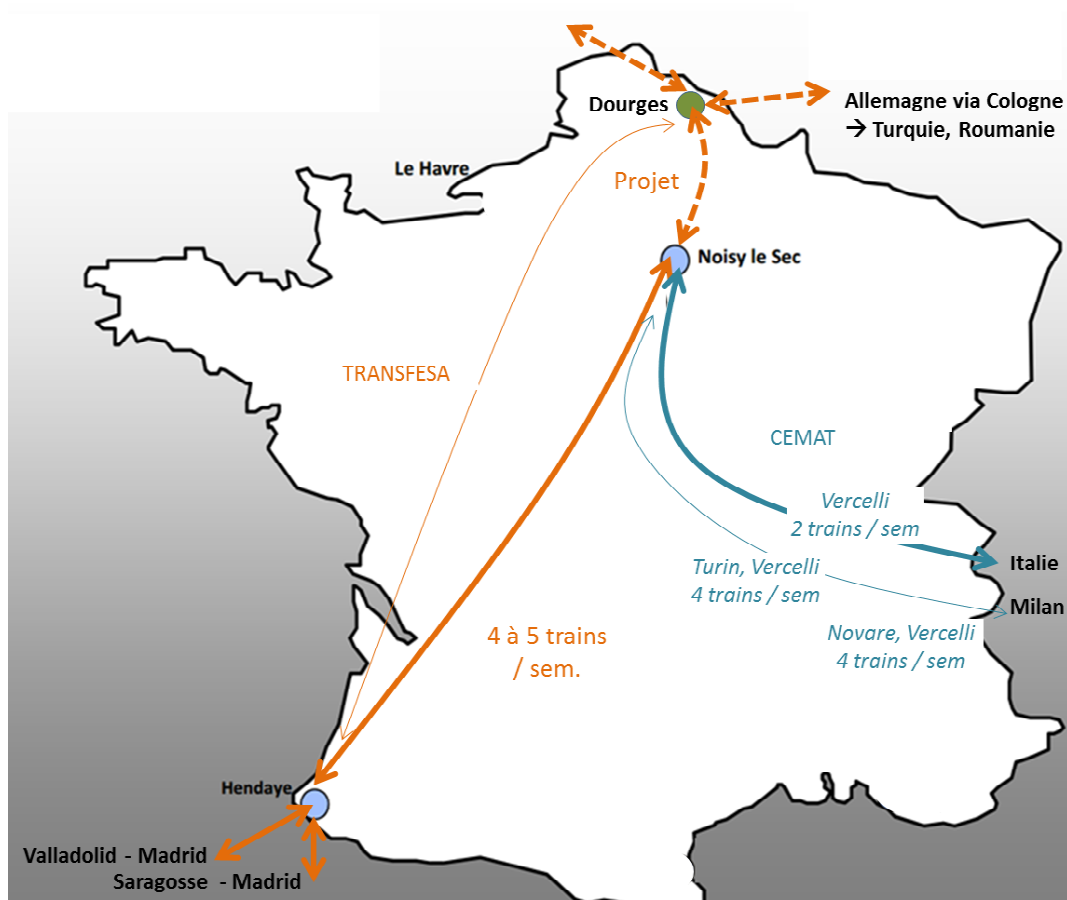 Dourges
Allemagne via Cologne
→ Turquie, Roumanie
Le Havre
Projet
Noisy le Sec
TRANSFESA
CEMAT
Vercelli
2 trains / sem
Italie
Turin, Vercelli
4 trains / sem
Milan
Novare, Vercelli
4 trains / sem
4 à 5 trains
/ sem.
Hendaye
Valladolid - Madrid
Saragosse - Madrid